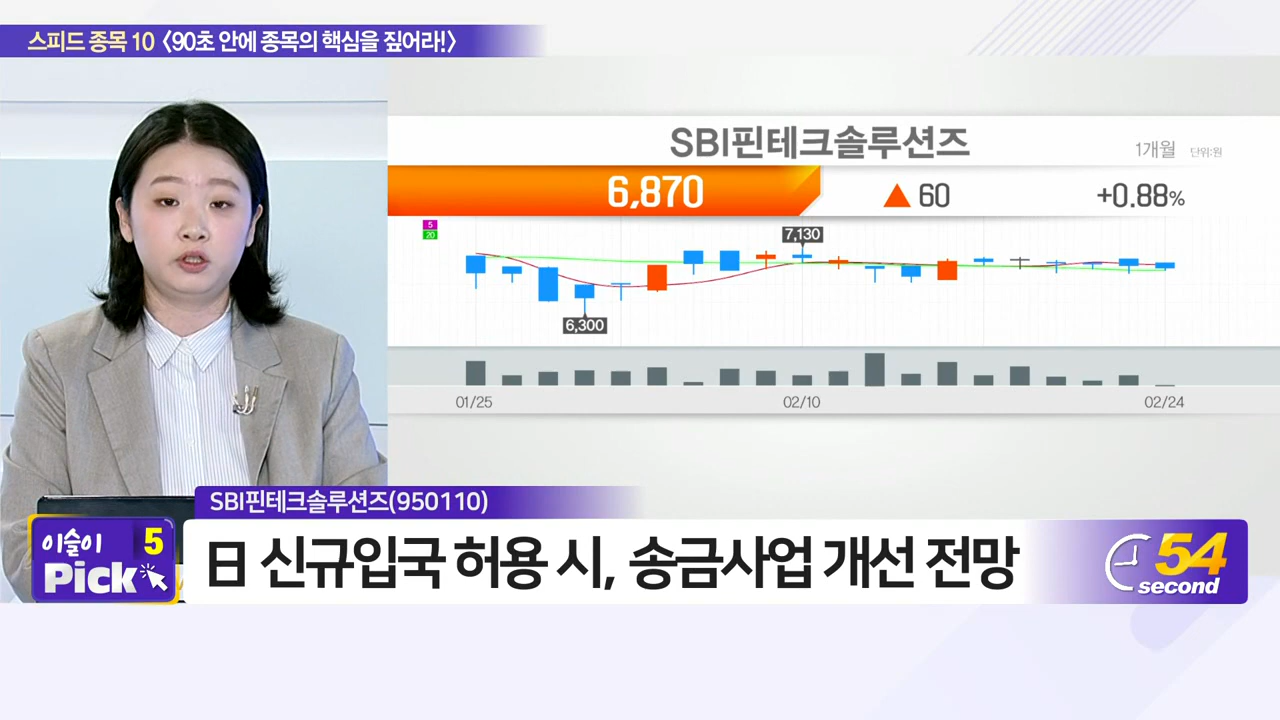 스피드 종목 10 <90초 안에 종목의 핵심을 짚어라!>
SBI핀테크솔루션즈
1개월 단위:원
6,870 ▲ 60 +0.88%
5
20
7,130
6,300
01/25 02/10 02/24
SBI핀테크솔루션즈(950110)
이슬이 5
Pick
日 신규입국 허용 시, 송금사업 개선 전망
54
second